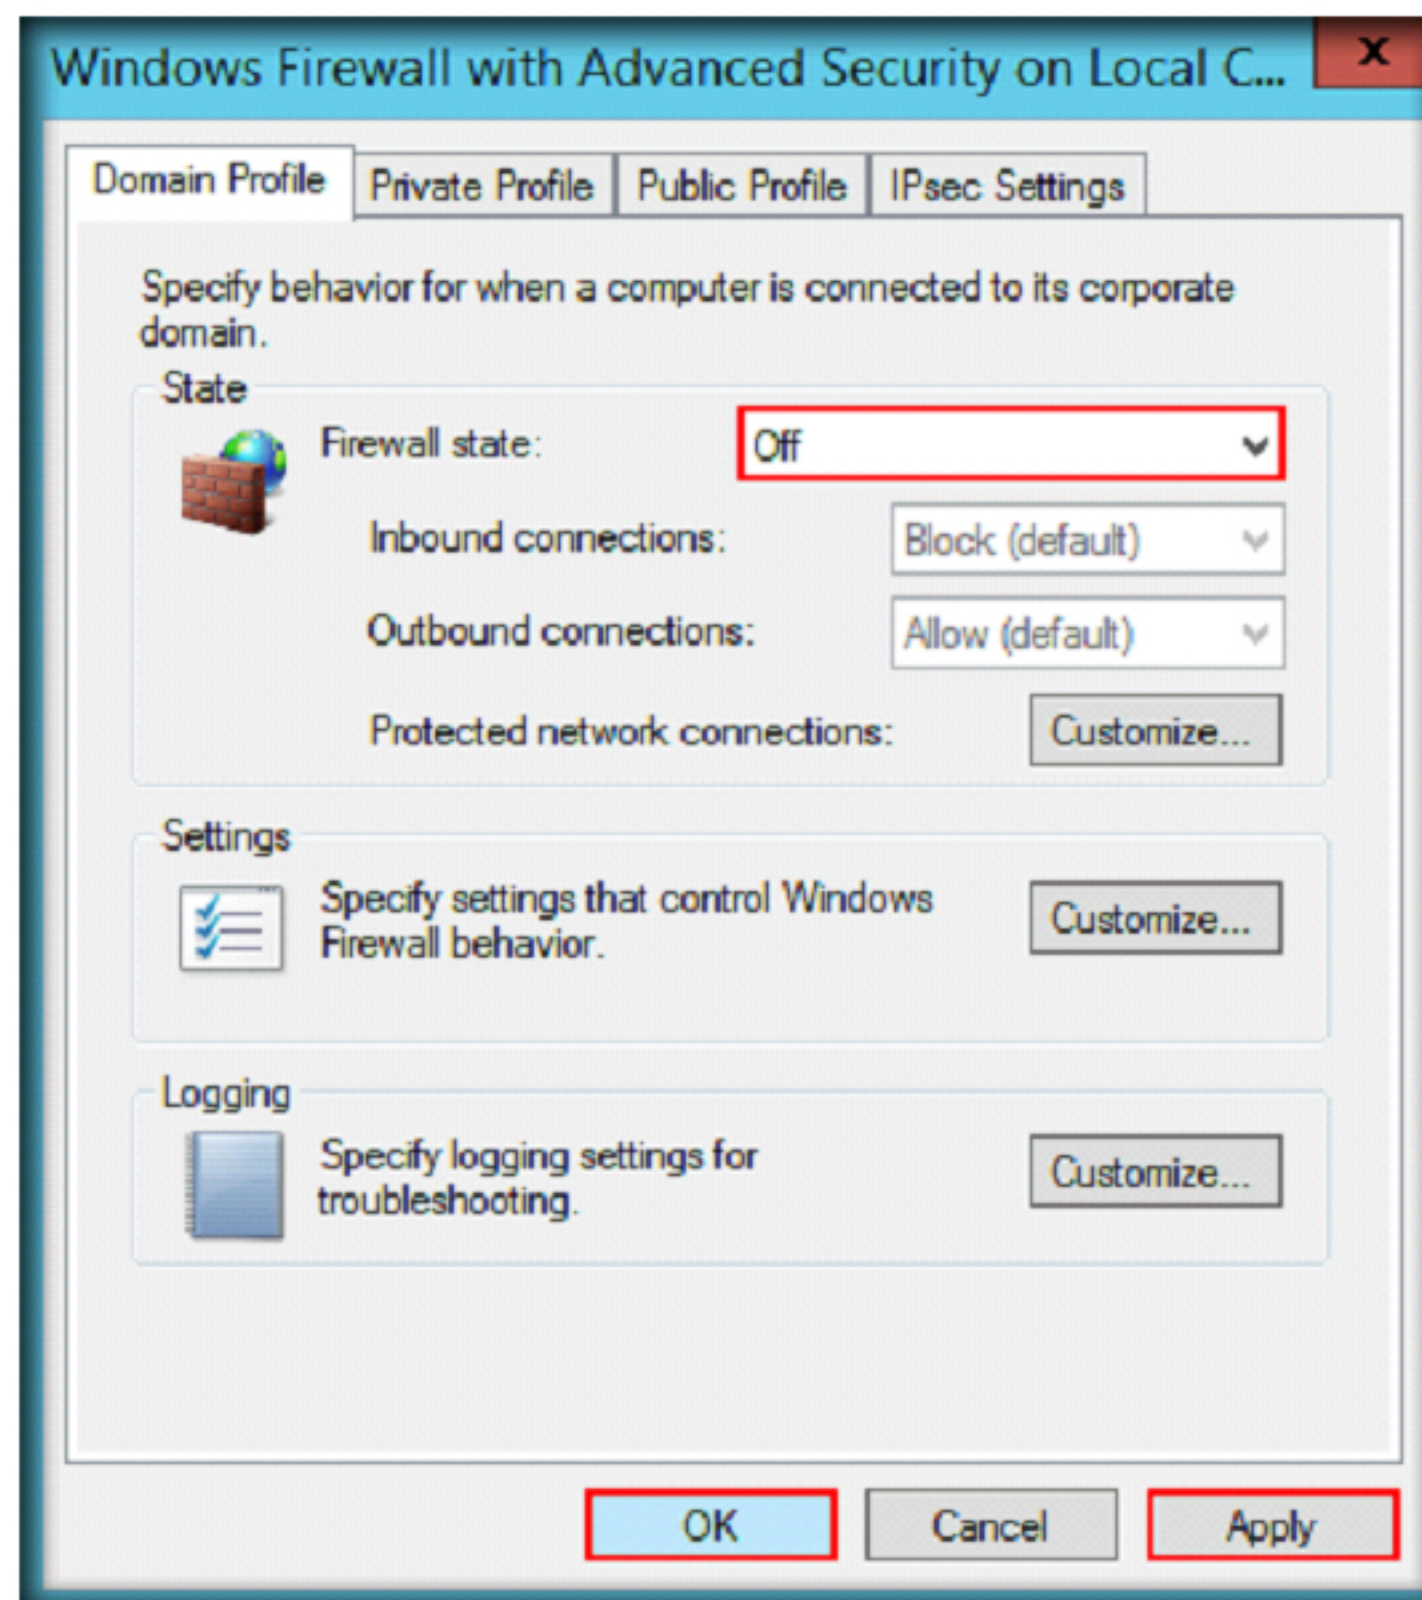 Windows Firewall with Advanced Security on Local C...
x
Domain Profile
Private Profile
Public Profile
IPsec Settings
Specify behavior for when a computer is connected to its corporate
domain.
State
Firewall state:
Off
Inbound connections:
Block (default)
Outbound connections:
Allow (default)
Protected network connections:
Customize...
Settings
Specify settings that control Windows
Firewall behavior.
Customize...
Logging
Specify logging settings for
troubleshooting.
Customize...
OK
Cancel
Apply